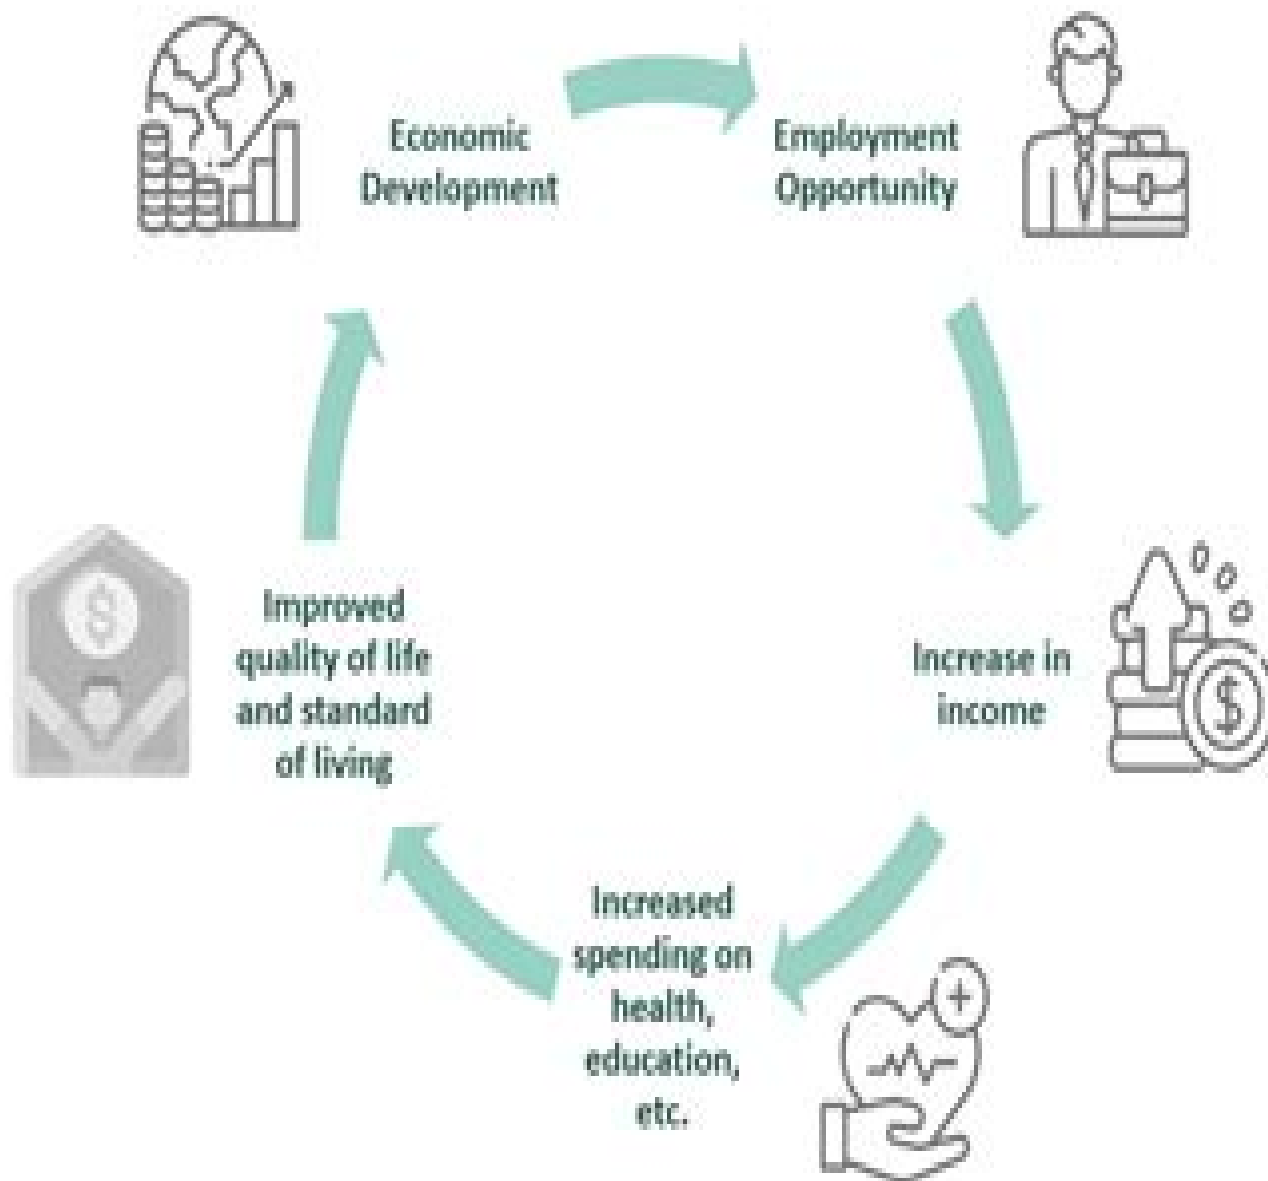 Economic
Development
Employment
Opportunity
Increase in
income
Increased
spending on
health,
education,
etc.
Improved
quality of life
and standard
of living
$
$